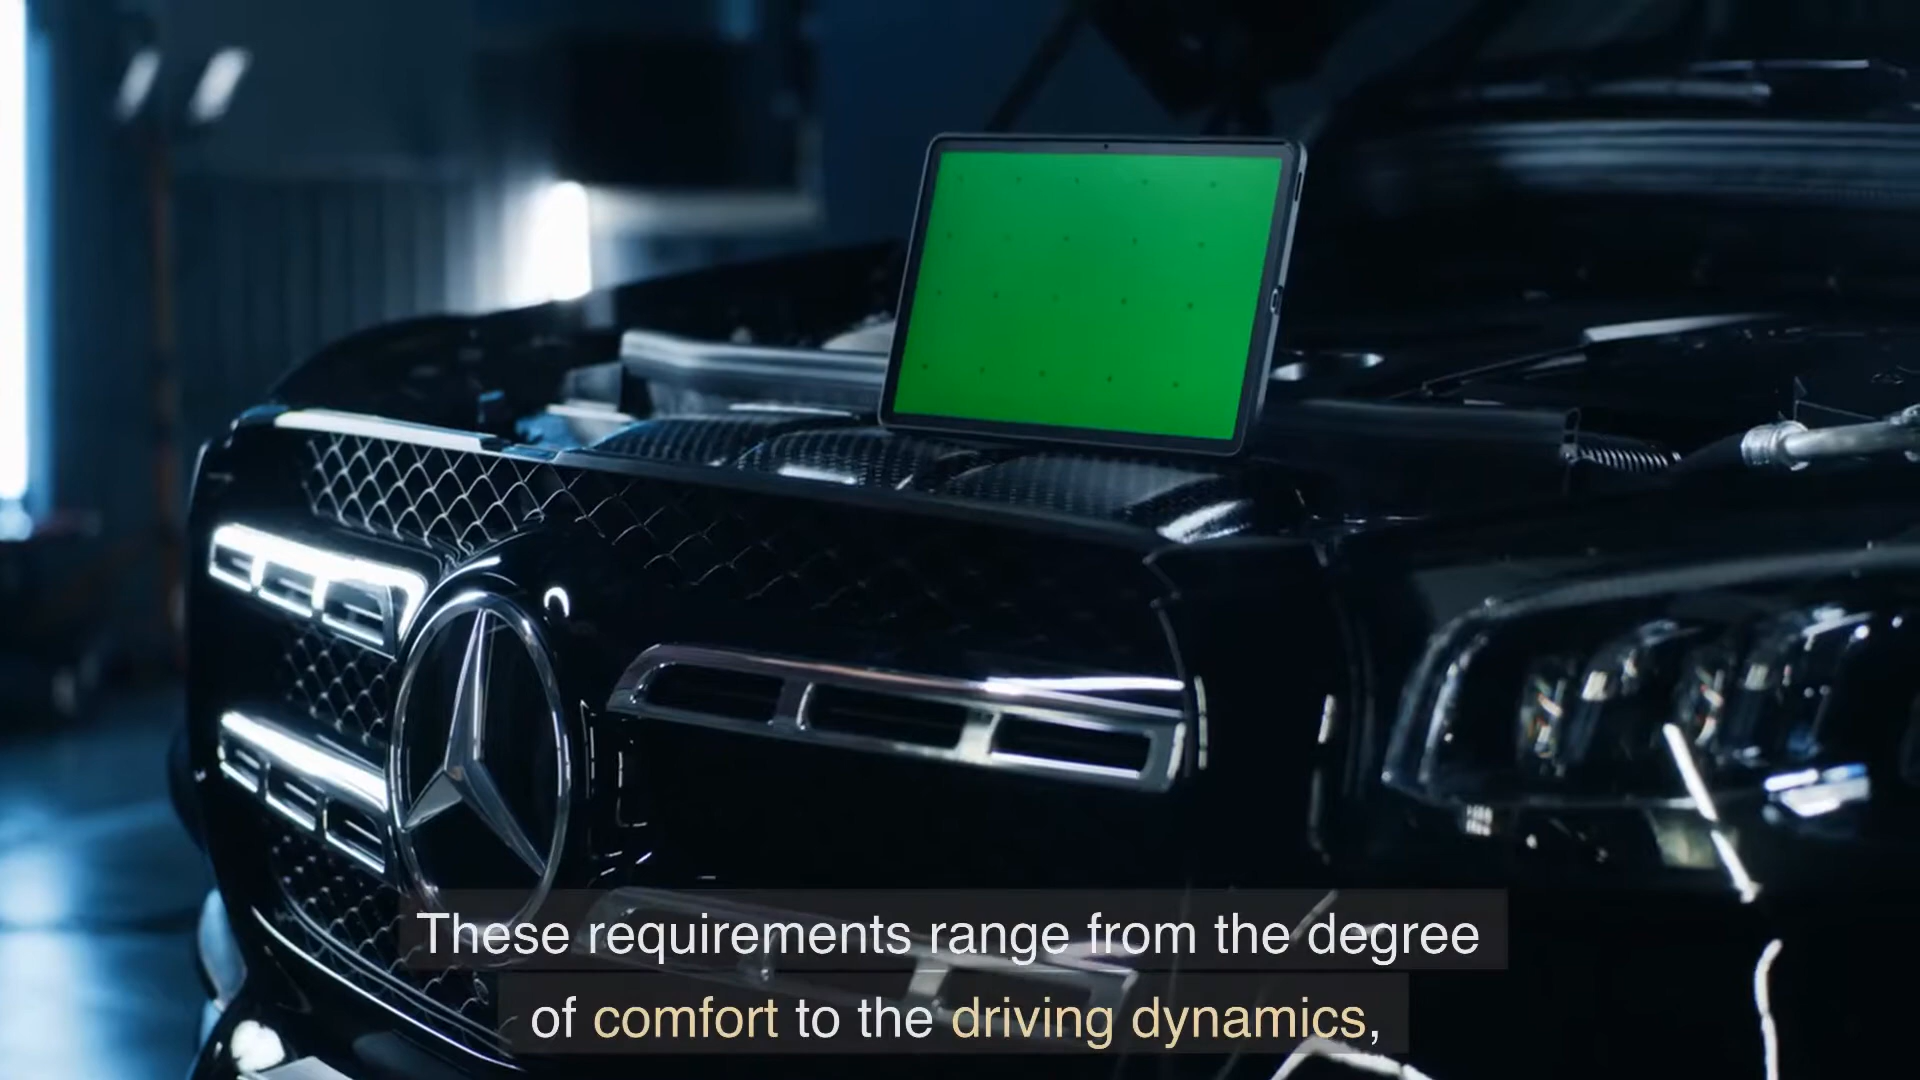 These requirements range from the degree
of comfort to the driving dynamics,